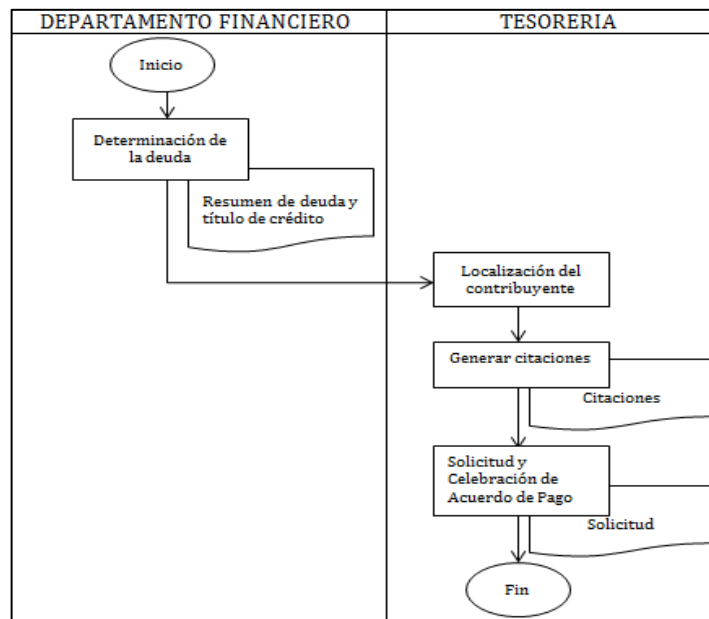 DEPARTAMENTO FINANCIERO
TESORERIA
Inicio
Determinación de
la deuda
Resumen de deuda y
título de crédito
Localización del
contribuyente
Generar citaciones
Citaciones
Solicitud y
Celebración de
Acuerdo de Pago
Solicitud
Fin